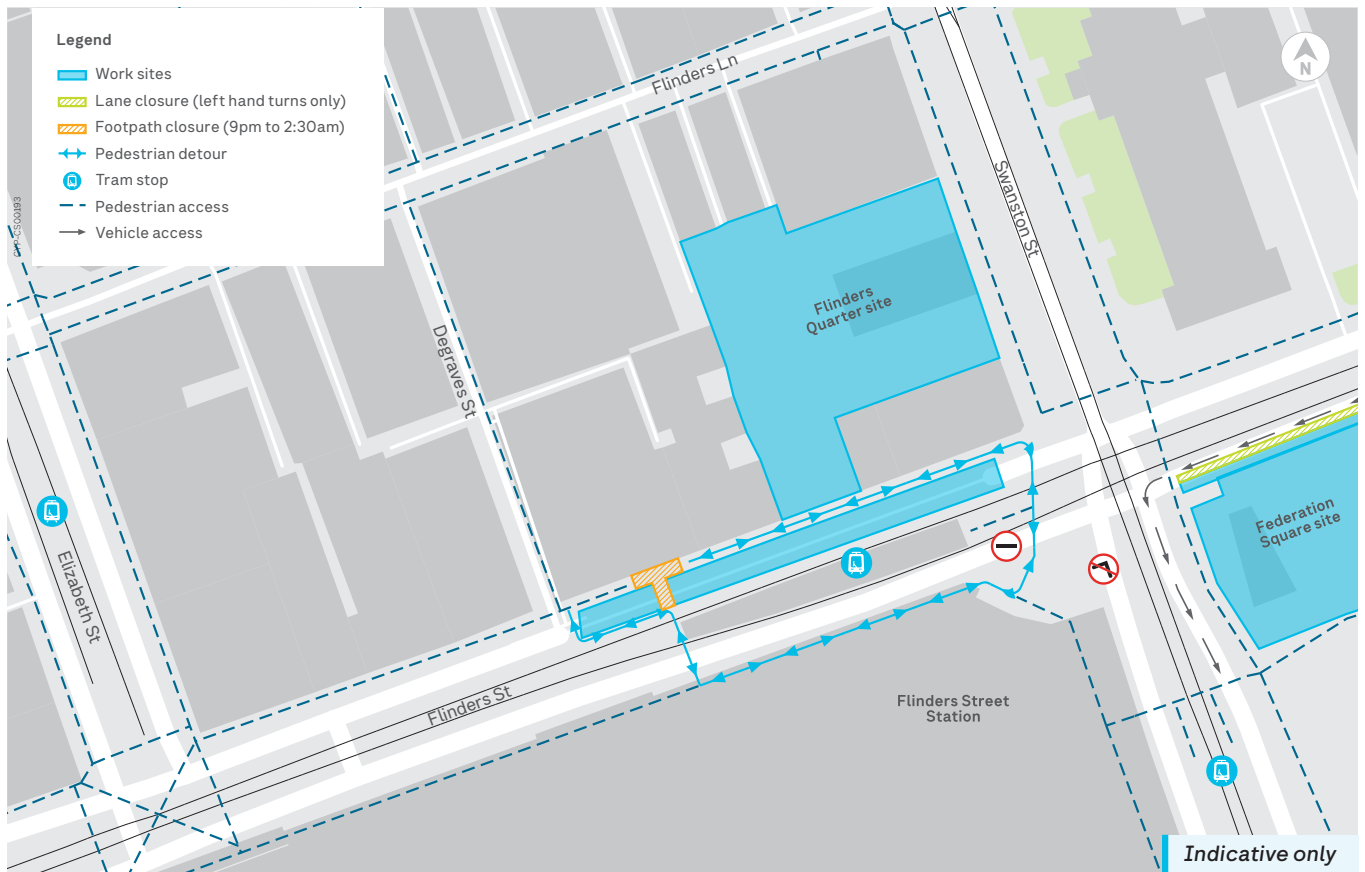 Legend
Work sites
Lane closure (left hand turns only)
Footpath closure (9pm to 2:30am)
Pedestrian detour
Tram stop
Pedestrian access
Vehicle access
N
Flinders Ln
Swanston St
Flinders
Quarter site
Degraves St
Federation
Square site
Elizabeth St
Flinders St
Flinders Street
Station
Indicative only